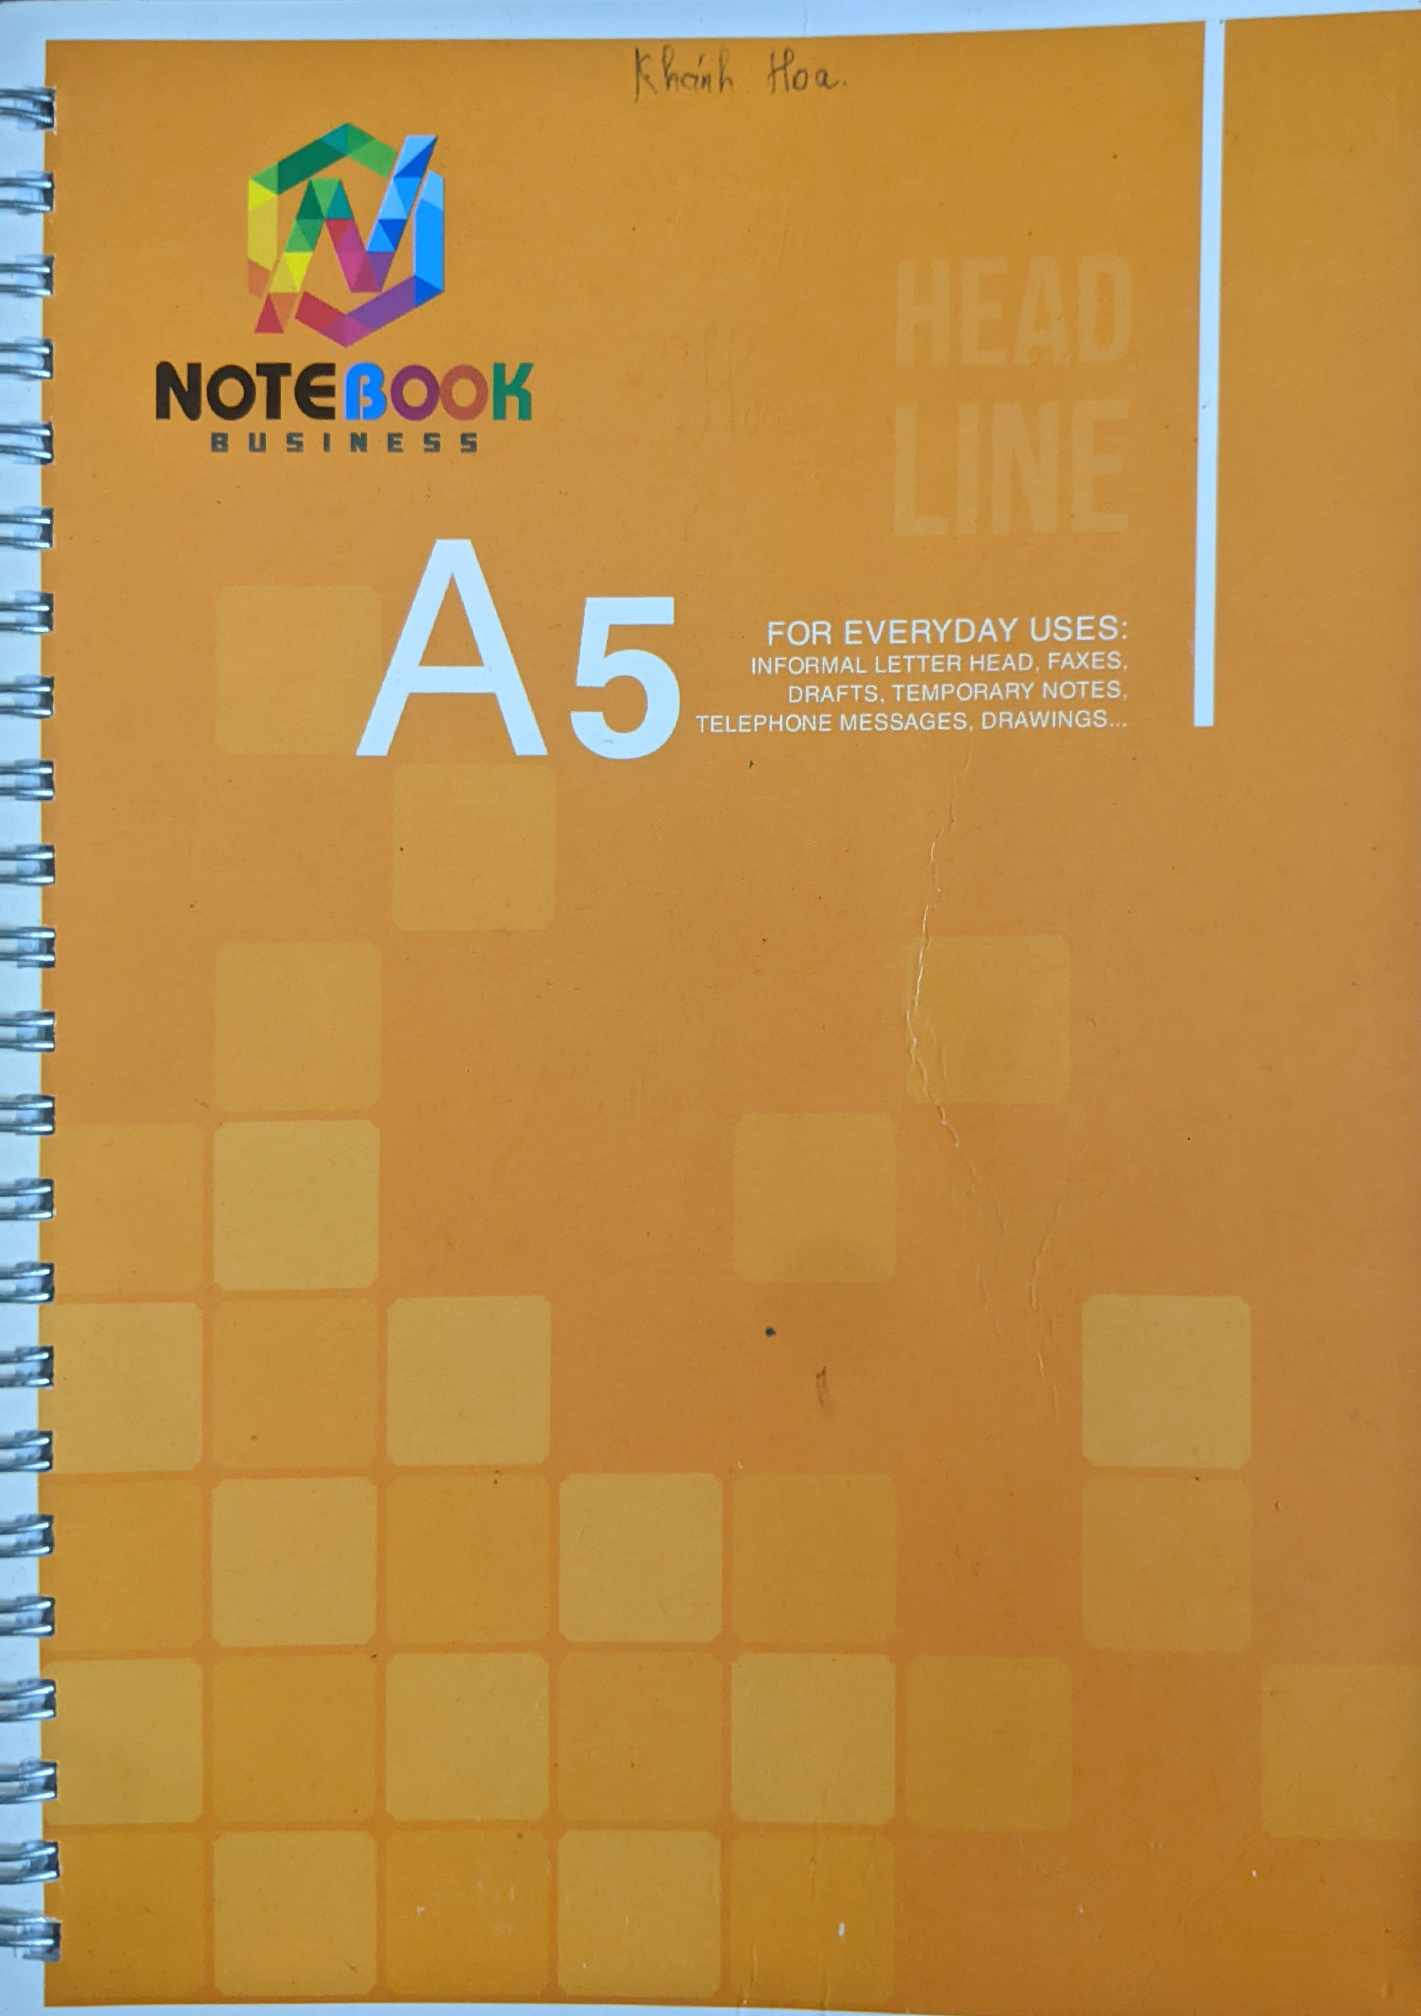 Khánh Hoa.
NOTEBOOK
BUSINESS
HEAD
LINE
A5
FOR EVERYDAY USES:
INFORMAL LETTER HEAD, FAXES,
DRAFTS, TEMPORARY NOTES,
TELEPHONE MESSAGES, DRAWINGS...